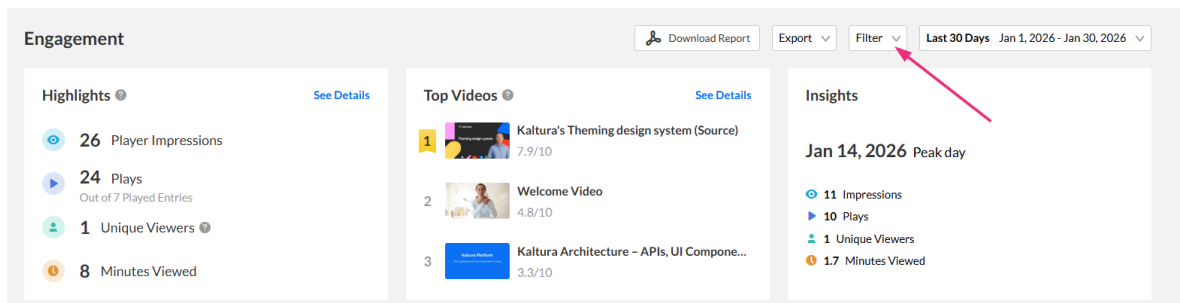 Engagement
Download Report
Export
Filter
Last 30 Days Jan 1, 2026 - Jan 30, 2026
Highlights
See Details
26 Player Impressions
24 Plays
Out of 7 Played Entries
1 Unique Viewers
8 Minutes Viewed
Top Videos
See Details
1
Kaltura's Theming design system (Source)
7.9/10
2
Welcome Video
4.8/10
3
Kaltura Platform
Kaltura Architecture – APIs, UI Compone...
3.3/10
Insights
Jan 14, 2026 Peak day
11 Impressions
10 Plays
1 Unique Viewers
1.7 Minutes Viewed